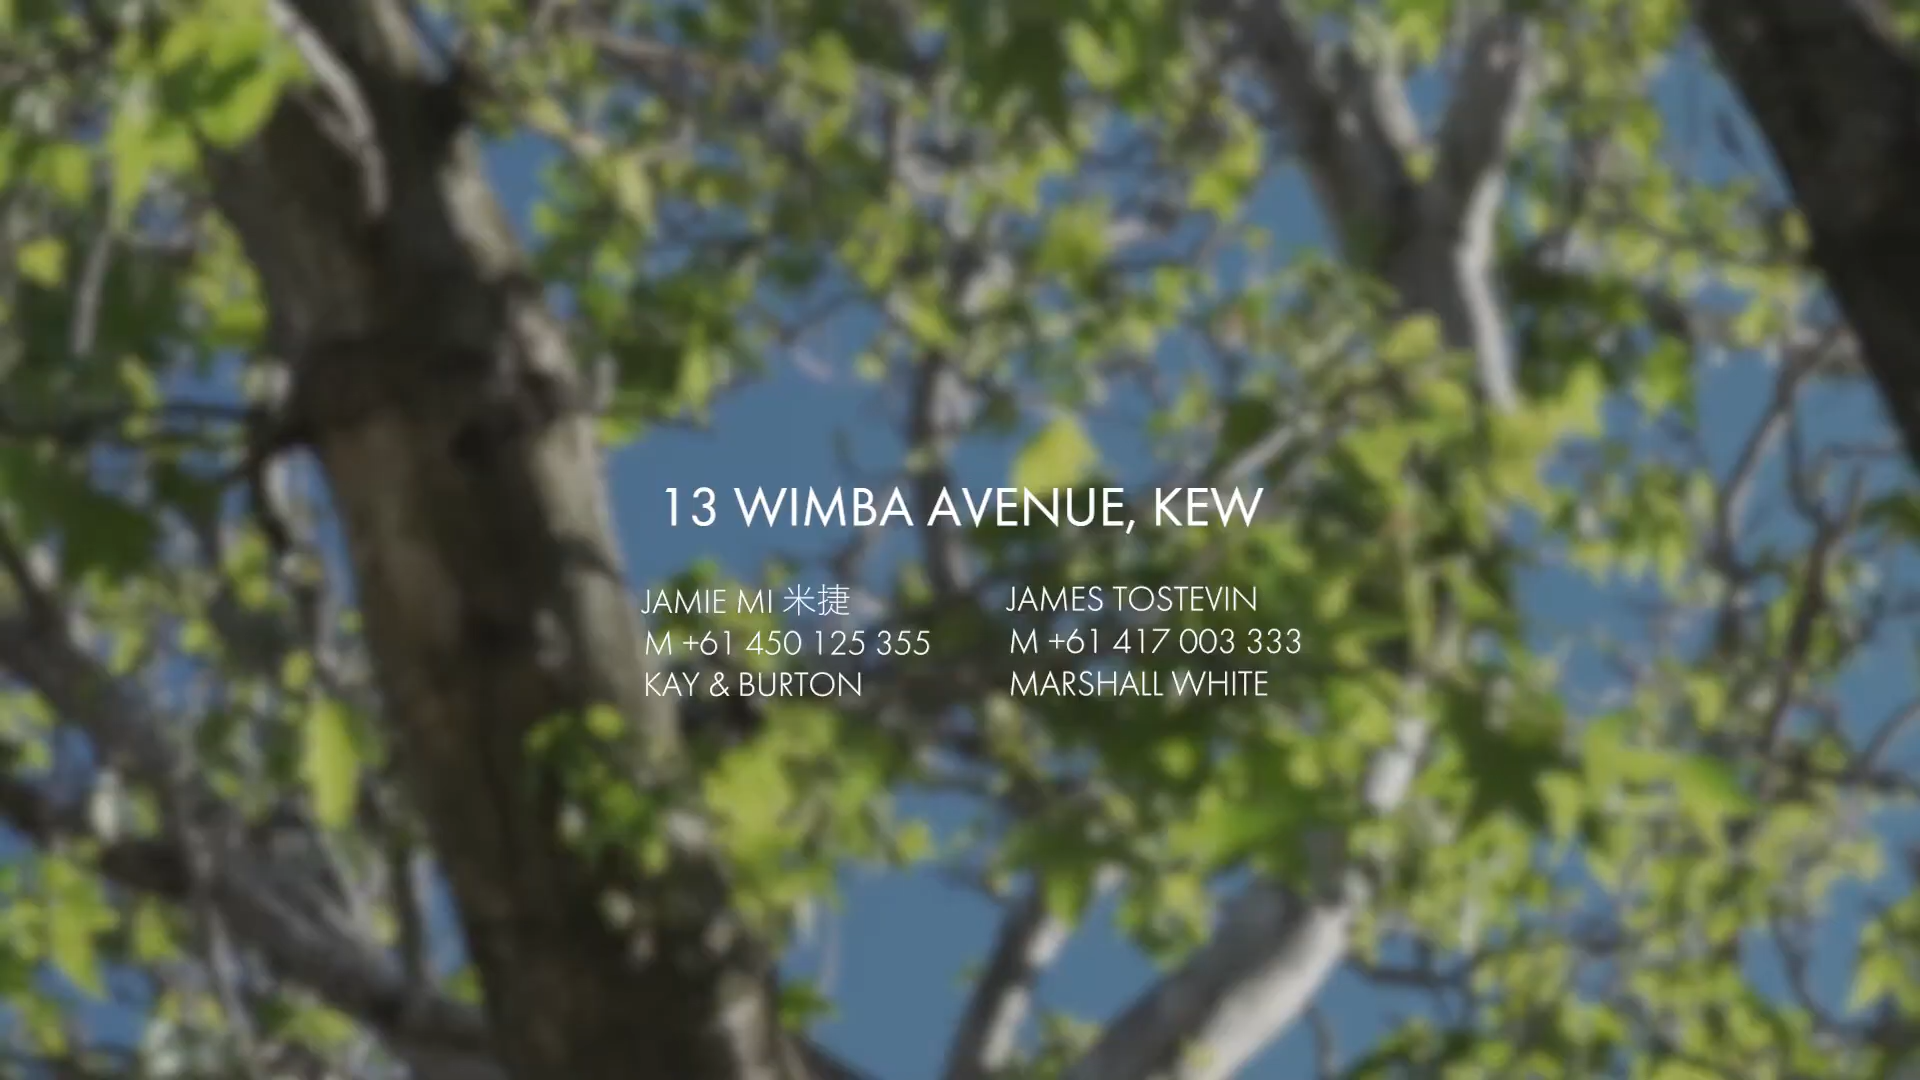 13 WIMBA AVENUE, KEW
JAMIE MI 米捷
M +61 450 125 355
KAY & BURTON
JAMES TOSTEVIN
M +61 417 003 333
MARSHALL WHITE